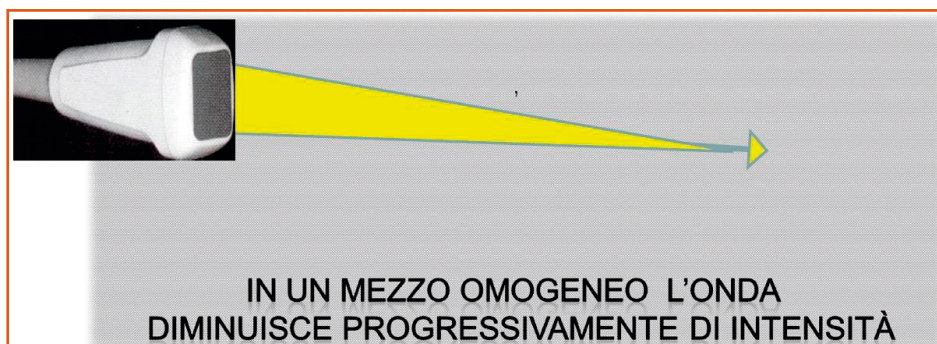 IN UN MEZZO OMOGENEO L'ONDA
DIMINUISCE PROGRESSIVAMENTE DI INTENSITÀ